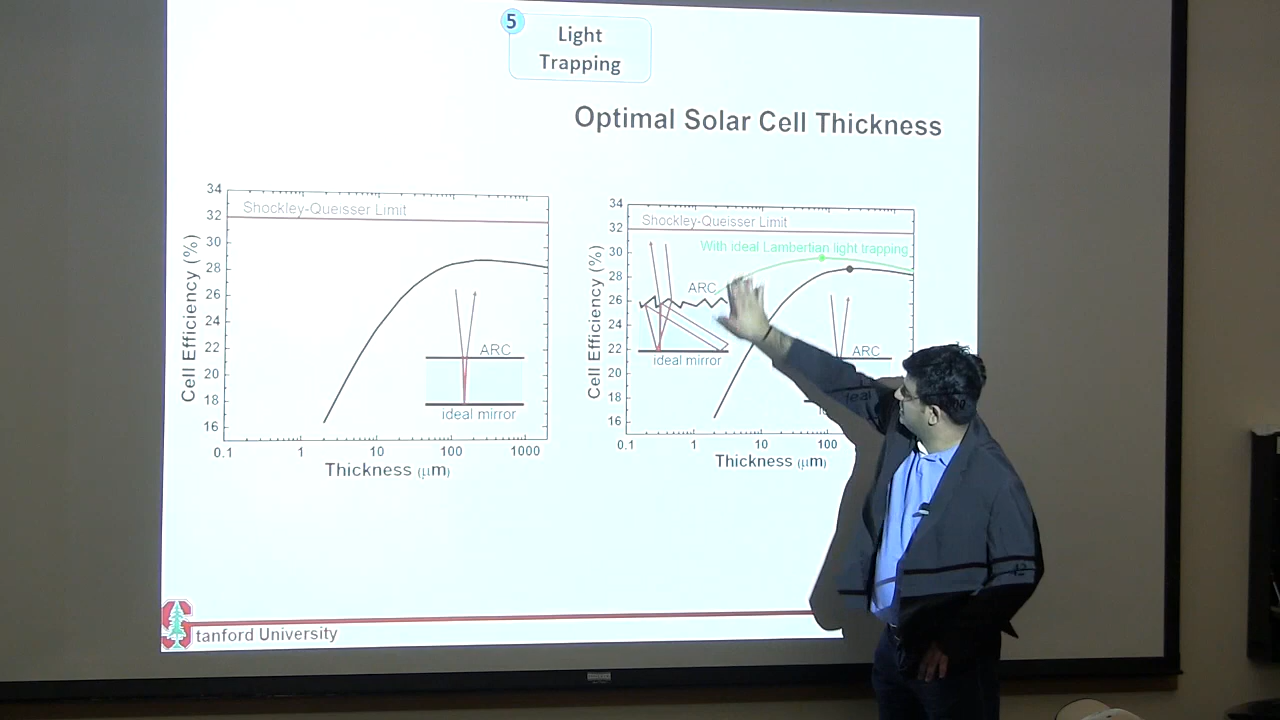 5
Light
Trapping
Optimal Solar Cell Thickness
34
32
30
28
26
24
22
20
18
16
Cell Efficiency (%)
Shockley-Queisser Limit
ARC
ideal mirror
0.1
1
10
100
1000
Thickness (μm)
34
32
30
28
26
24
22
20
18
16
Cell Efficiency (%)
Shockley-Queisser Limit
With ideal Lambertian light trapping
ARC
ideal mirror
ARC
0.1
1
10
100
Thickness (μm)
Stanford University